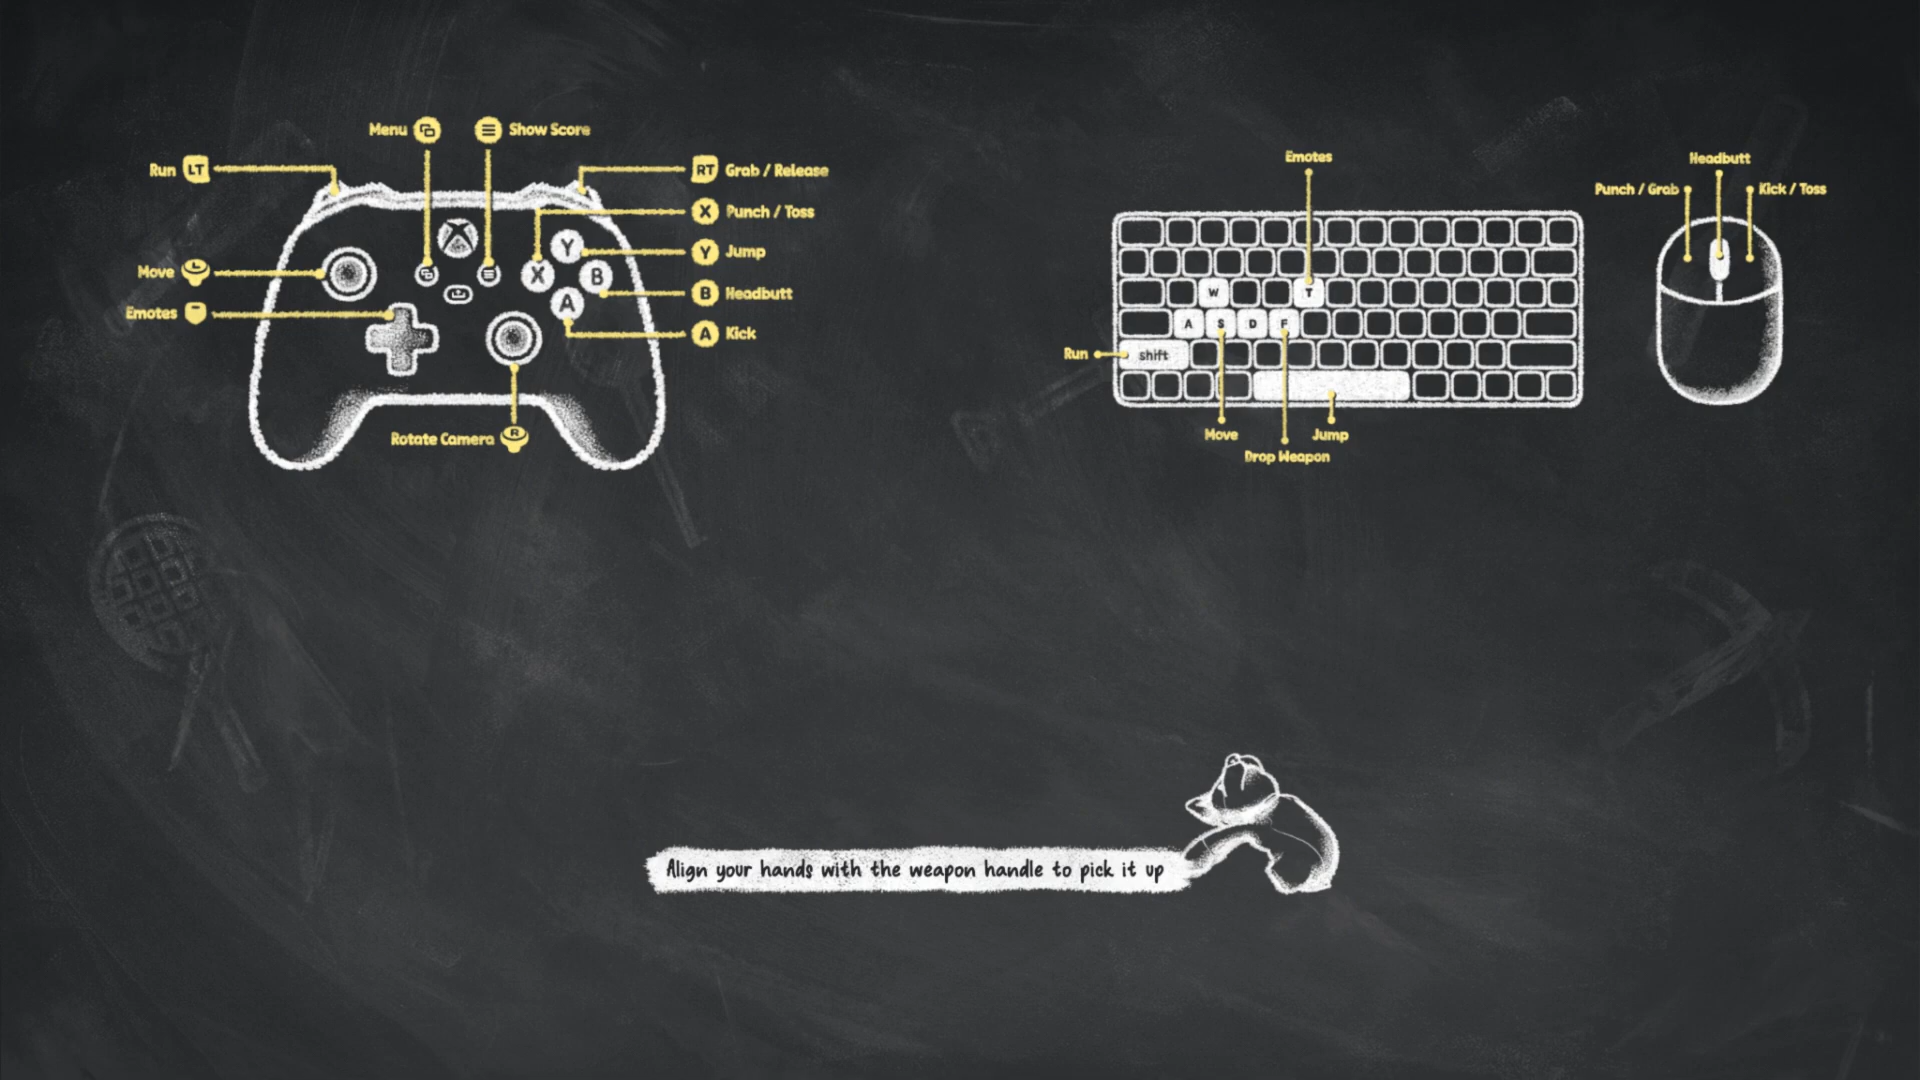 Menu
Show Score
Run LT
RT Grab / Release
X Punch / Toss
Y Jump
B Headbutt
A Kick
Move L
Emotes
Y
X
B
A
Rotate Camera R
Emotes
W
T
A
S
D
F
Run
shift
Move
Jump
Drop Weapon
Headbutt
Punch / Grab
Kick / Toss
Align your hands with the weapon handle to pick it up